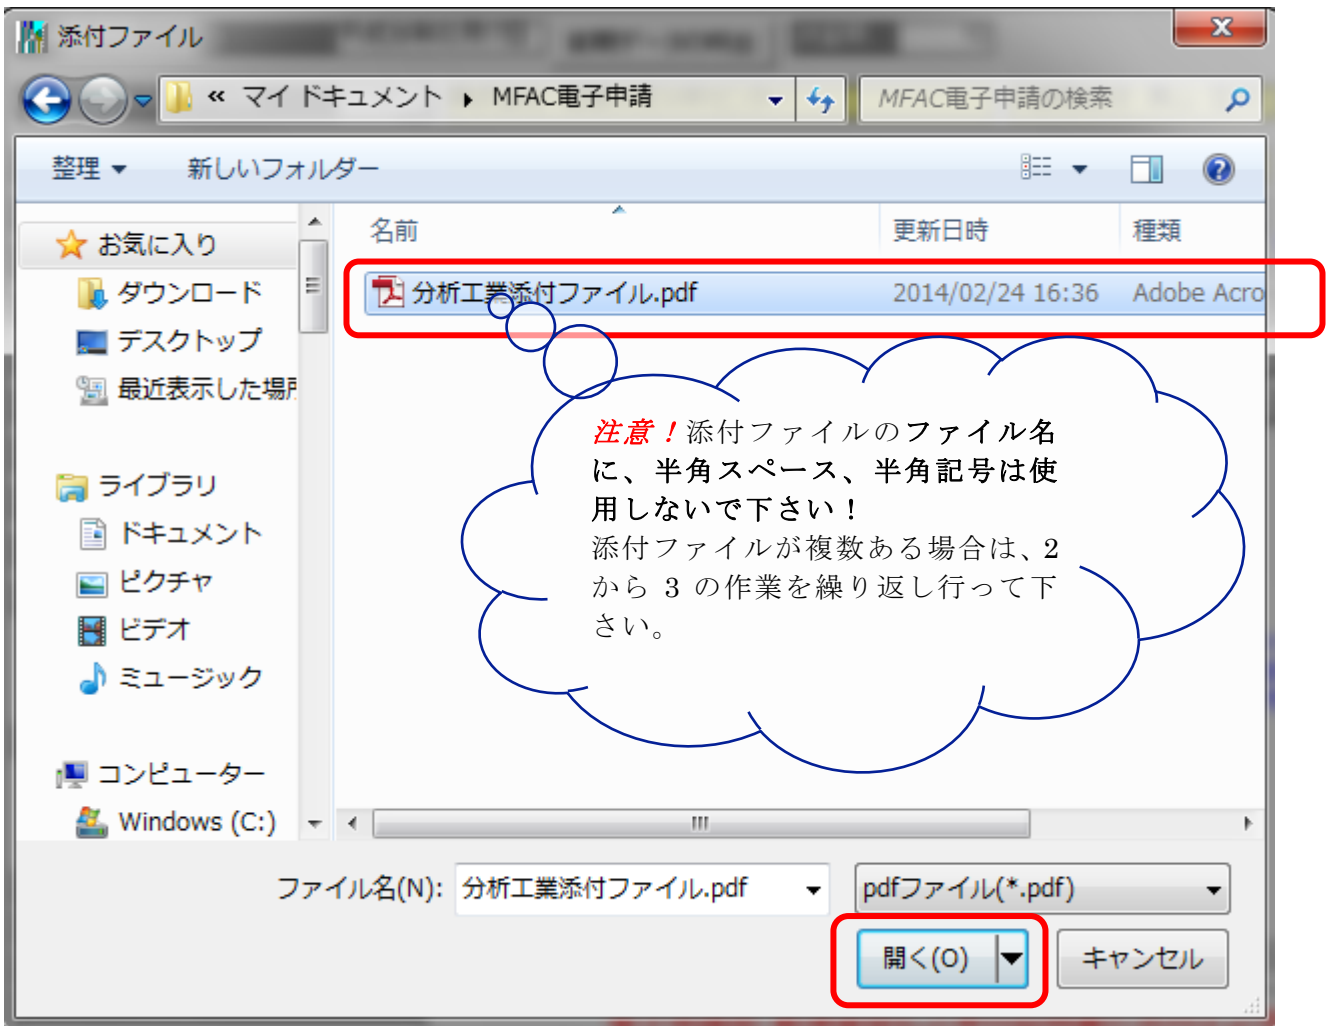 添付ファイル
« マイ ドキュメント ▸ MFAC電子申請
MFAC電子申請の検索
整理 ▼ 新しいフォルダー
名前 更新日時 種類
お気に入り
ダウンロード
デスクトップ
最近表示した場所
ライブラリ
ドキュメント
ピクチャ
ビデオ
ミュージック
コンピューター
Windows (C:)
分析工業添付ファイル.pdf 2014/02/24 16:36 Adobe Acro
注意！添付ファイルのファイル名
に、半角スペース、半角記号は使
用しないで下さい！
添付ファイルが複数ある場合は、2
から 3 の作業を繰り返し行って下
さい。
ファイル名(N): 分析工業添付ファイル.pdf
pdfファイル(*.pdf)
開く(O) キャンセル